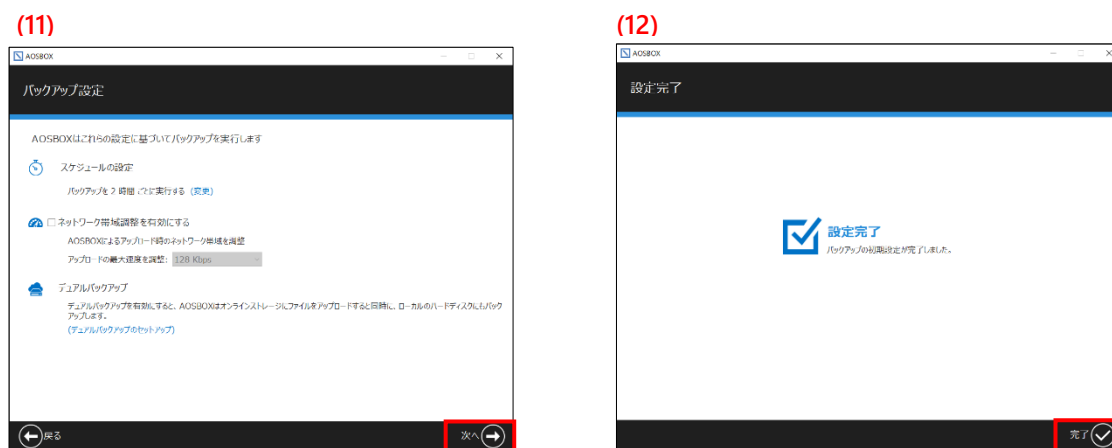 (11)
AOSBOX
バックアップ設定
AOSBOXはこれらの設定に基づいてバックアップを実行します
スケジュールの設定
バックアップを 2 時間 ごとに実行する (変更)
ネットワーク帯域調整を有効にする
AOSBOXによるアップロード時のネットワーク帯域を調整
アップロードの最大速度を調整: 128 Kbps
デュアルバックアップ
デュアルバックアップを有効にすると、AOSBOXはオンラインストレージにファイルをアップロードすると同時に、ローカルのハードディスクにもバック
アップします。
(デュアルバックアップのセットアップ)
戻る
次へ
(12)
AOSBOX
設定完了
設定完了
バックアップの初期設定が完了しました。
完了